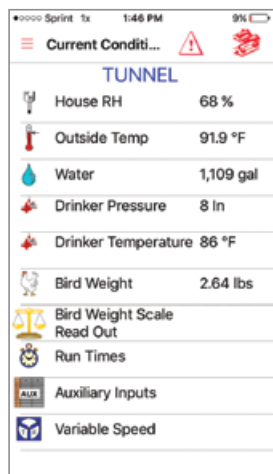 Sprint 1x 1:46 PM 9%
Current Conditi...
TUNNEL
House RH 68 %
Outside Temp 91.9 °F
Water 1,109 gal
Drinker Pressure 8 In
Drinker Temperature 86 °F
Bird Weight 2.64 lbs
Bird Weight Scale
Read Out
Run Times
AUX Auxiliary Inputs
Variable Speed